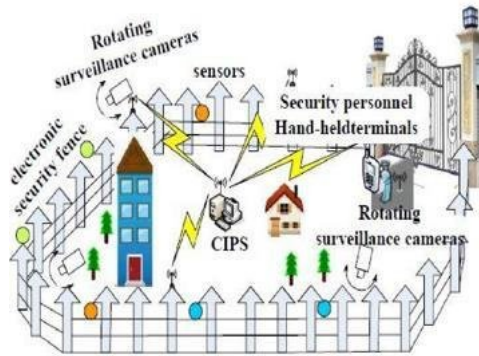 Rotating
surveillance cameras
sensors
Security personnel
Hand-heldterminals
electronic
security fence
CIPS
Rotating
surveillance cameras